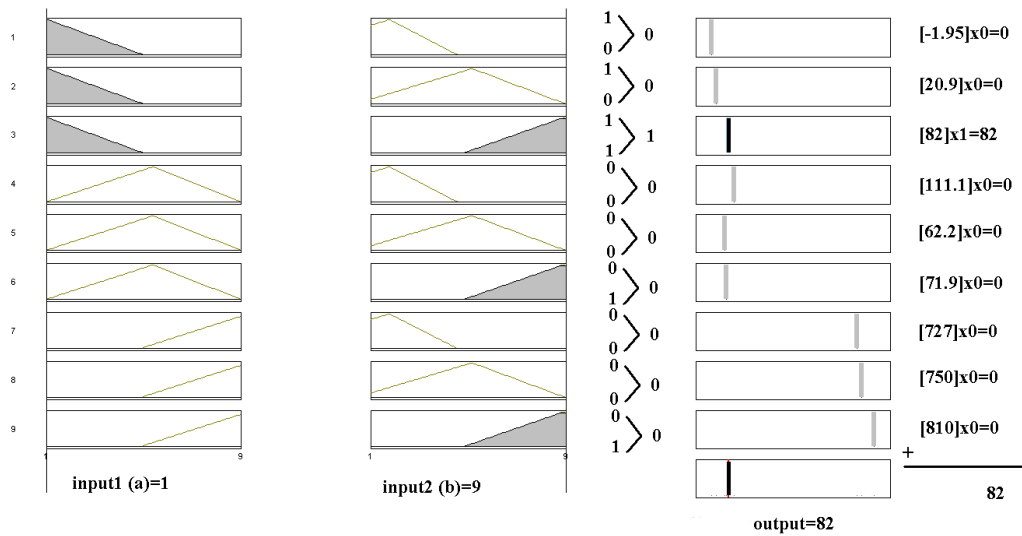 1 1 0 0 [-1.95]x0=0
2 1 0 0 [20.9]x0=0
3 1 1 1 [82]x1=82
4 0 0 0 [111.1]x0=0
5 0 0 0 [62.2]x0=0
6 0 1 0 [71.9]x0=0
7 0 0 0 [727]x0=0
8 0 0 0 [750]x0=0
9 0 1 0 [810]x0=0
1 9 1 9 +
input1 (a)=1 input2 (b)=9 82
output=82